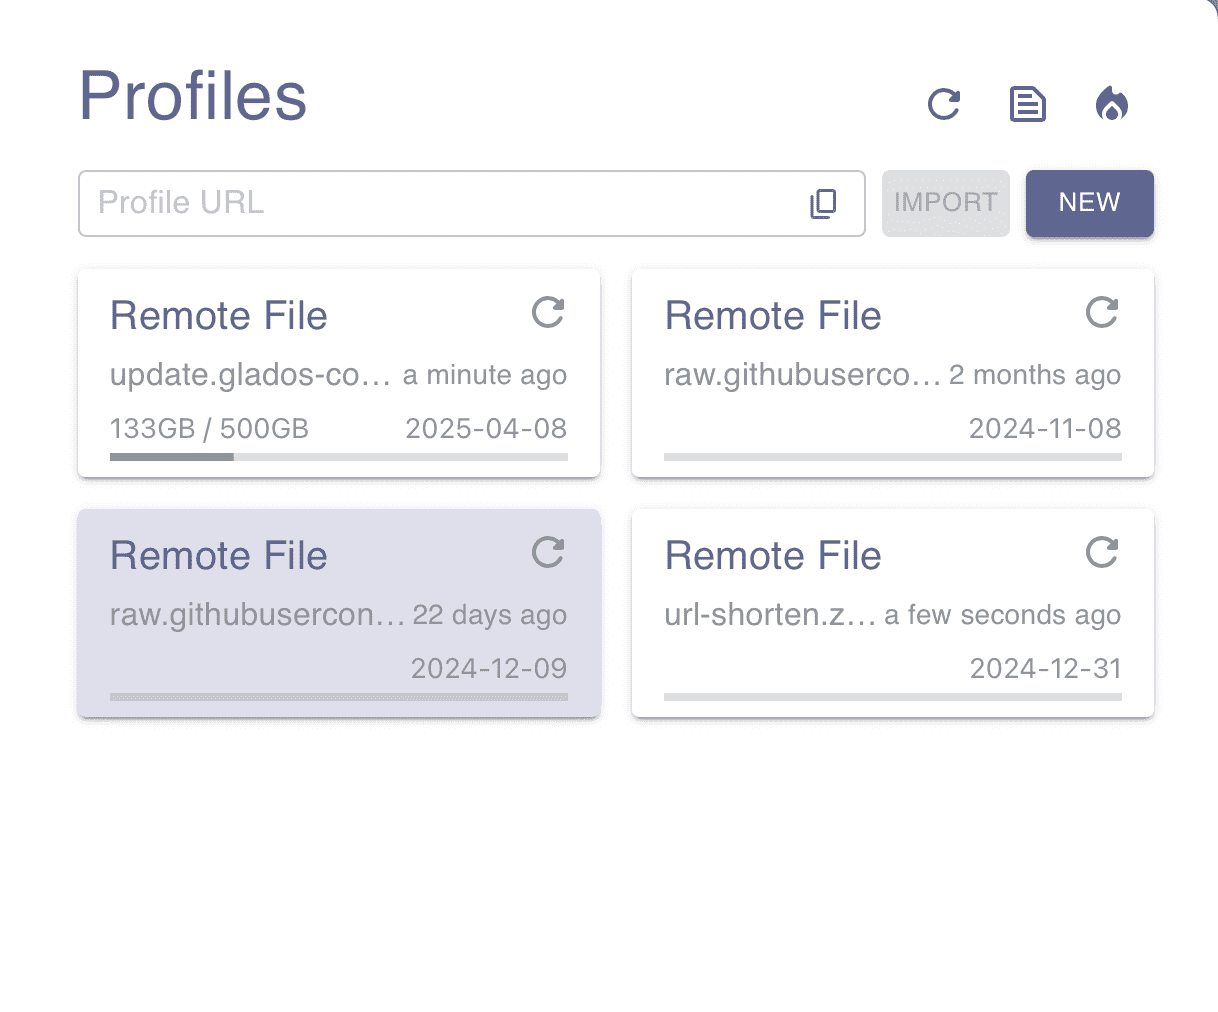 Profiles
Profile URL
IMPORT
NEW
Remote File
update.glados-co... a minute ago
133GB / 500GB 2025-04-08
Remote File
raw.githubuserco... 2 months ago
2024-11-08
Remote File
raw.githubusercon... 22 days ago
2024-12-09
Remote File
url-shorten.z... a few seconds ago
2024-12-31